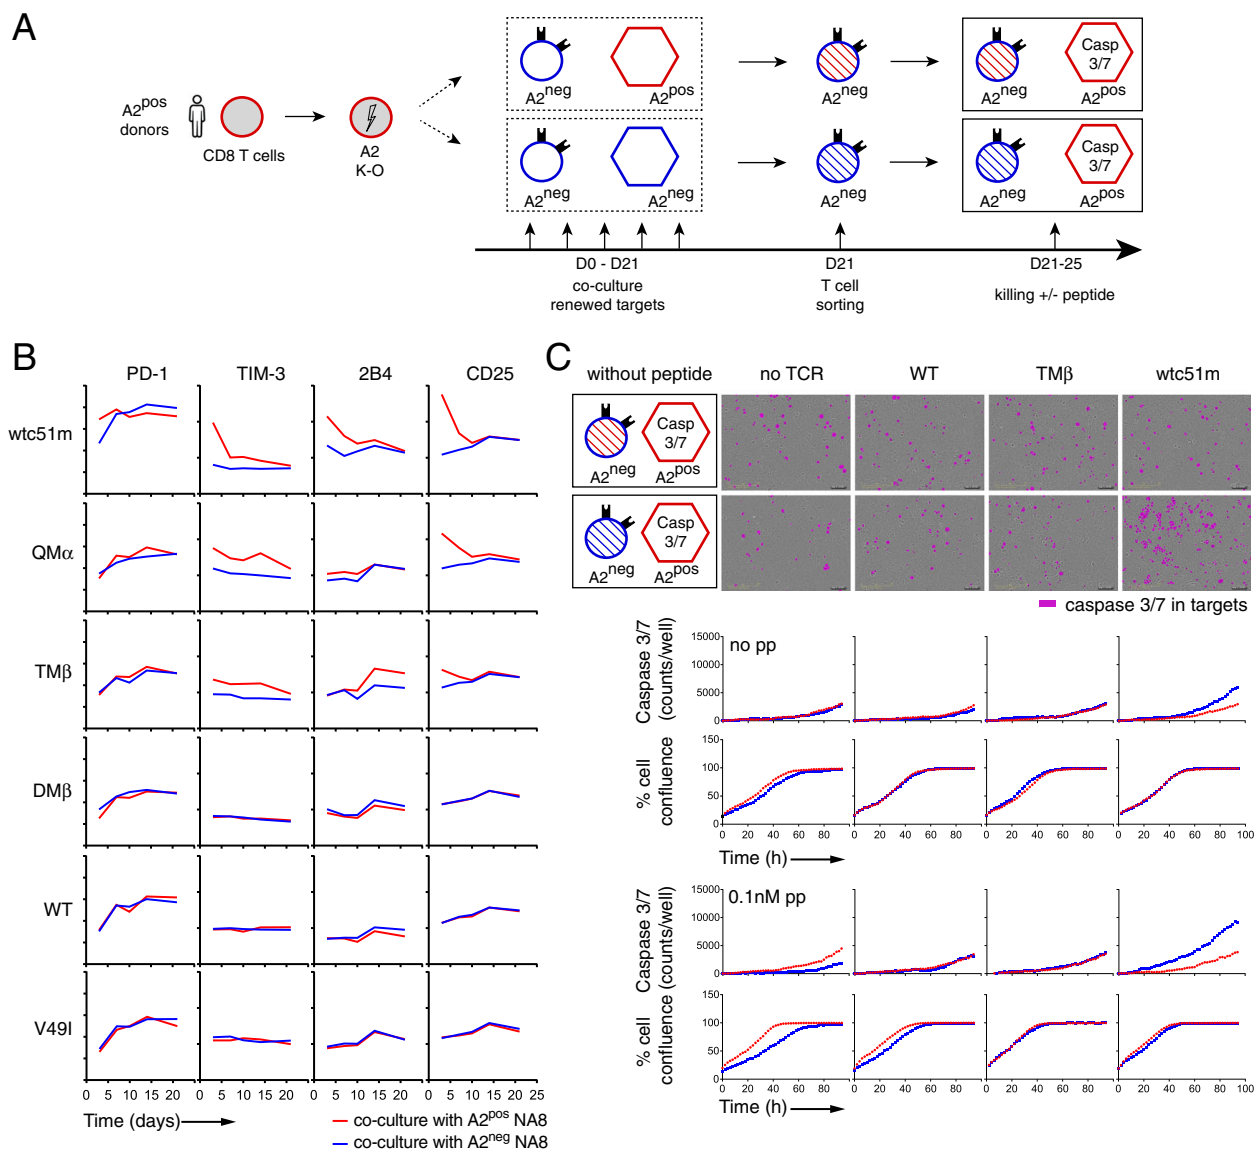 A
A2pos
donors
CD8 T cells
A2
K-O
A2neg
A2pos
A2neg
Casp
3/7
A2neg
A2pos
A2neg
A2neg
A2neg
Casp
3/7
A2neg
A2pos
D0 - D21
co-culture
renewed targets
D21
T cell
sorting
D21-25
killing +/- peptide
B
PD-1
TIM-3
2B4
CD25
wtc51m
QMα
TMβ
DMβ
WT
V49I
0 5 10 15 20
0 5 10 15 20
0 5 10 15 20
0 5 10 15 20 25
Time (days)
co-culture with A2pos NA8
co-culture with A2neg NA8
C
without peptide
no TCR
WT
TMβ
wtc51m
Casp
3/7
A2neg
A2pos
Casp
3/7
A2neg
A2pos
caspase 3/7 in targets
Caspase 3/7
(counts/well)
15000
10000
5000
0
no pp
% cell
confluence
150
100
50
0
0 20 40 60 80
0 20 40 60 80
0 20 40 60 80
0 20 40 60 80 100
Time (h)
Caspase 3/7
(counts/well)
15000
10000
5000
0
0.1nM pp
% cell
confluence
150
100
50
0
0 20 40 60 80
0 20 40 60 80
0 20 40 60 80
0 20 40 60 80 100
Time (h)